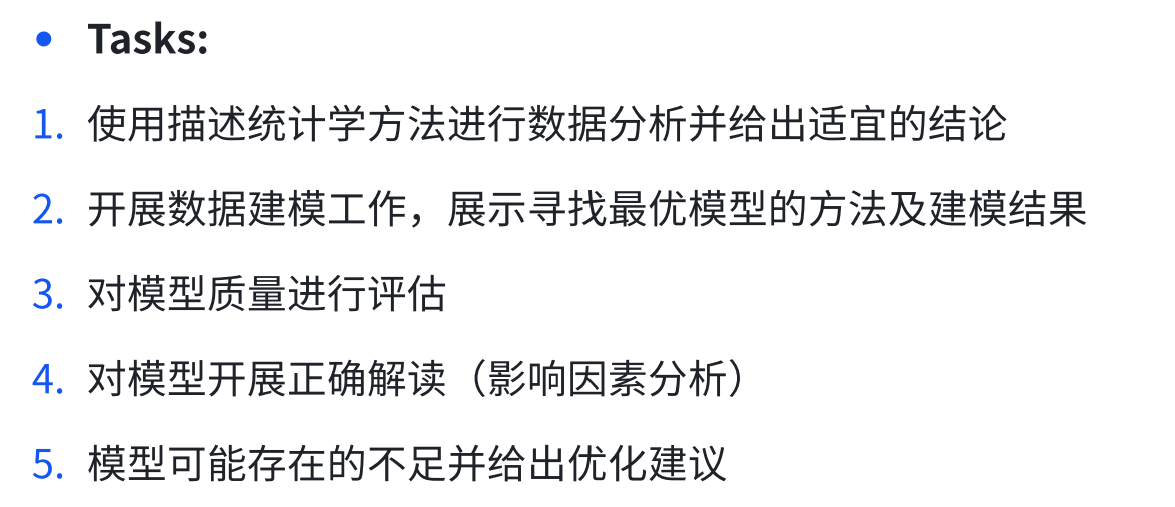 • Tasks:
1. 使用描述统计学方法进行数据分析并给出适宜的结论
2. 开展数据建模工作，展示寻找最优模型的方法及建模结果
3. 对模型质量进行评估
4. 对模型开展正确解读（影响因素分析）
5. 模型可能存在的不足并给出优化建议